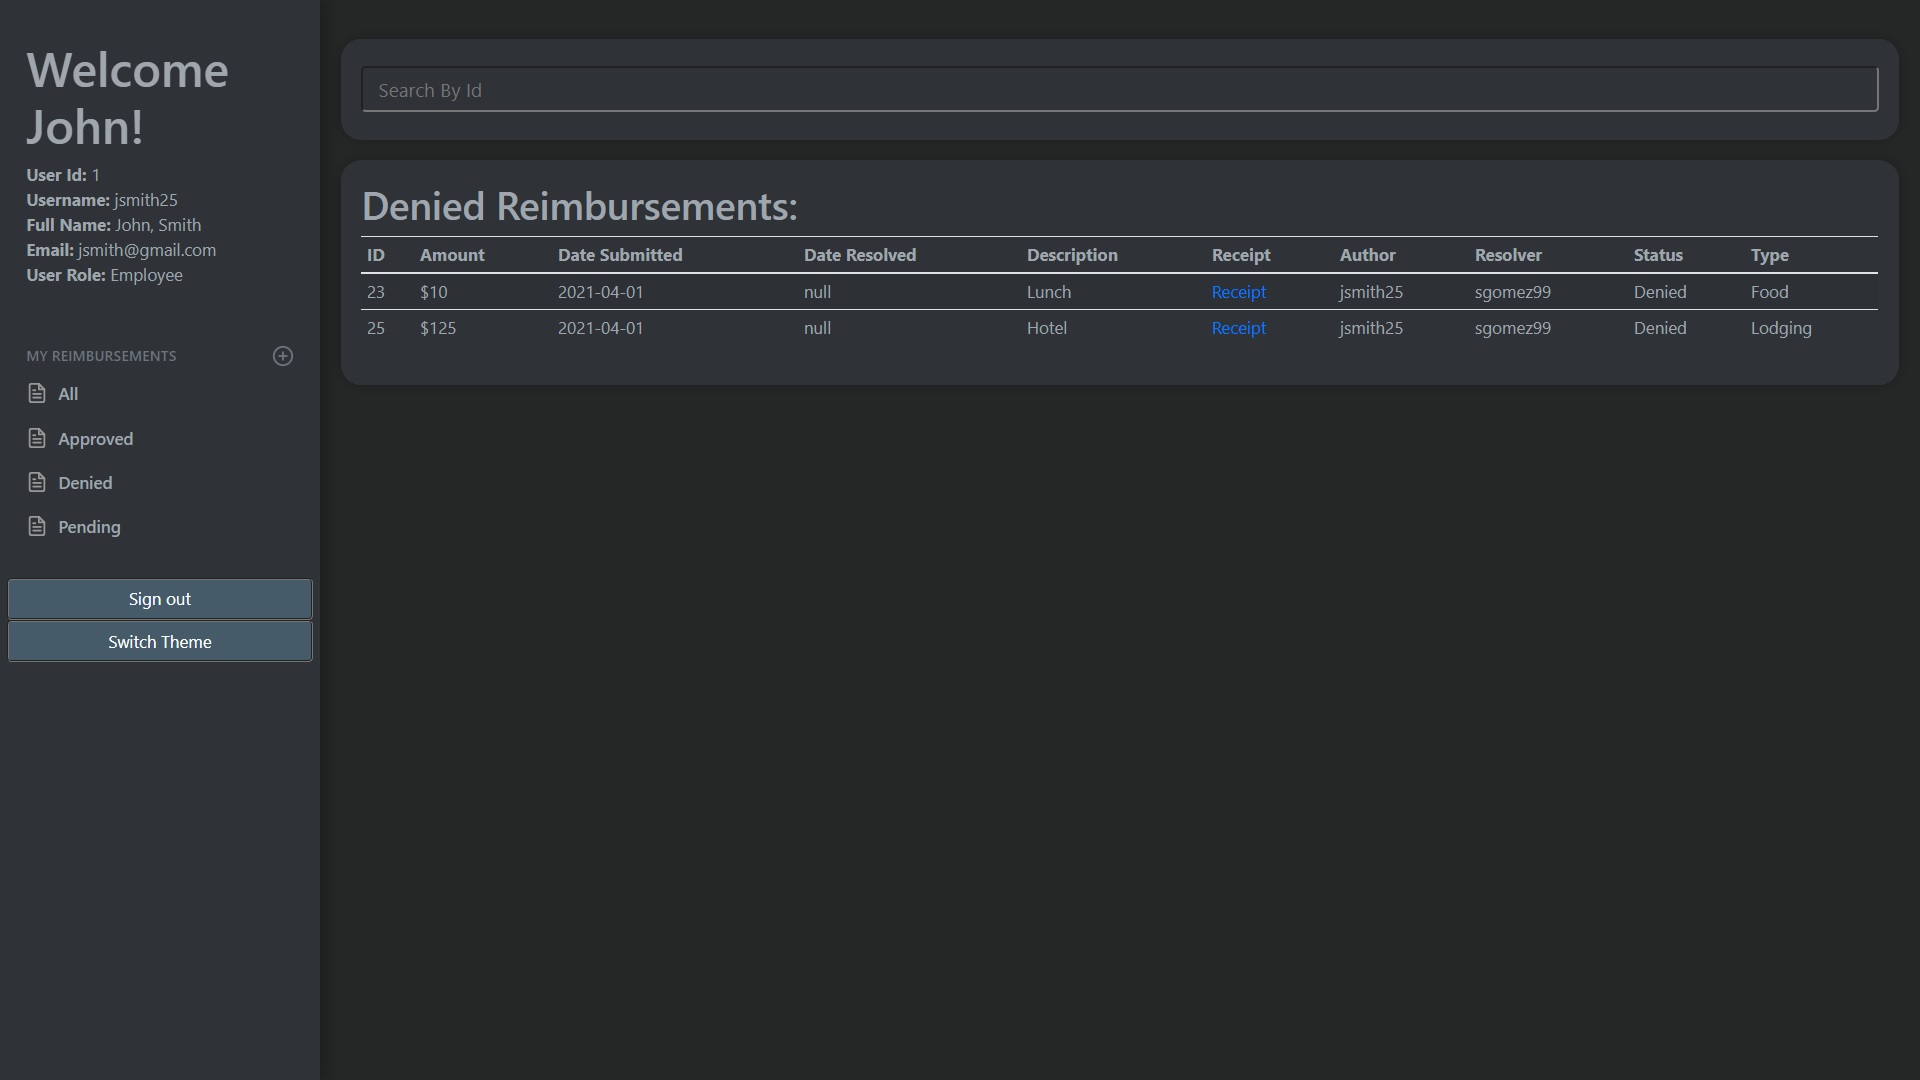 Welcome
John!
User Id: 1
Username: jsmith25
Full Name: John, Smith
Email: jsmith@gmail.com
User Role: Employee
MY REIMBURSEMENTS
All
Approved
Denied
Pending
Sign out
Switch Theme
Search By Id
Denied Reimbursements:
ID Amount Date Submitted Date Resolved Description Receipt Author Resolver Status Type
23 $10 2021-04-01 null Lunch Receipt jsmith25 sgomez99 Denied Food
25 $125 2021-04-01 null Hotel Receipt jsmith25 sgomez99 Denied Lodging